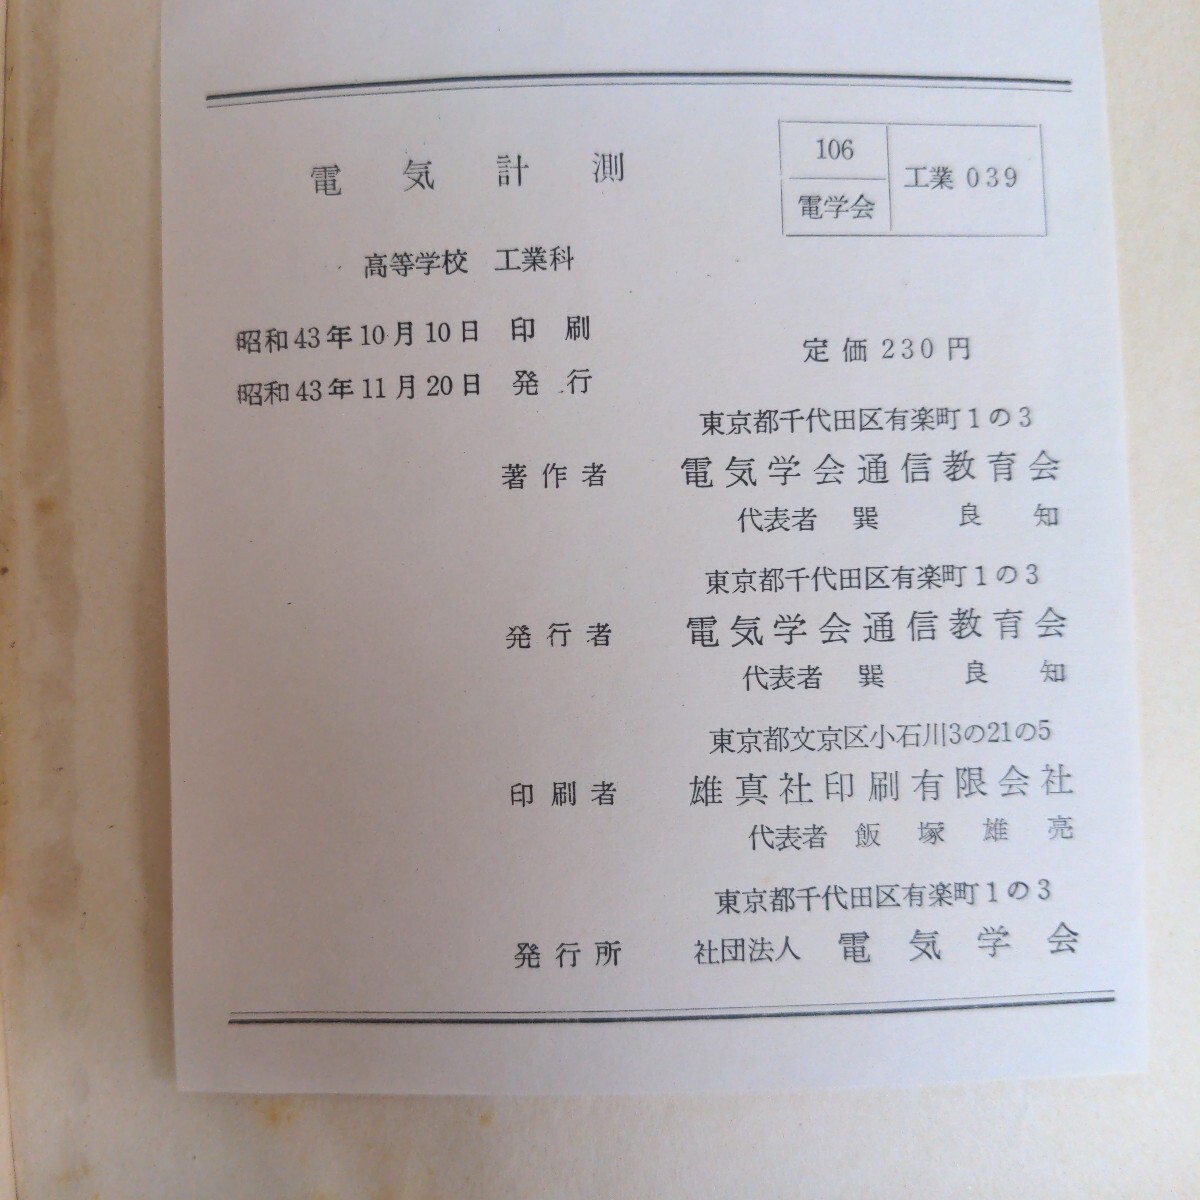 電気計測
106
電学会
工業 039
高等学校 工業科
昭和43年10月10日 印刷
昭和43年11月20日 発行
定価230円
東京都千代田区有楽町1の3
著作者 電気学会通信教育会
代表者 巽 良知
東京都千代田区有楽町1の3
発行者 電気学会通信教育会
代表者 巽 良知
東京都文京区小石川3の21の5
印刷者 雄真社印刷有限会社
代表者 飯塚雄亮
東京都千代田区有楽町1の3
発行所 社団法人 電気学会